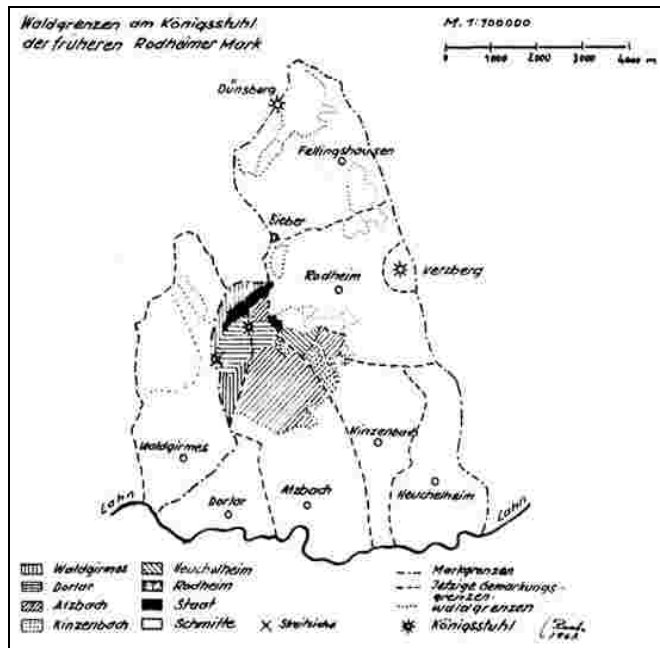 Waldgrenzen am Königsstuhl
der früheren Rodheimer Mark
M. 1:100000
0 1000 2000 3000 4000 m
Dünsberg
Fellingshausen
Bieber
Rodheim
Vetzberg
Waldgirmes
Kinzenbach
Dorlar
Atzbach
Heuchelheim
Lahn
Lahn
Waldgirmes
Dorlar
Atzbach
Kinzenbach
Heuchelheim
Rodheim
Staat
Schmitte
Markgrenzen
Jetzige Gemarkungs-
grenzen
Waldgrenzen
Königsstuhl